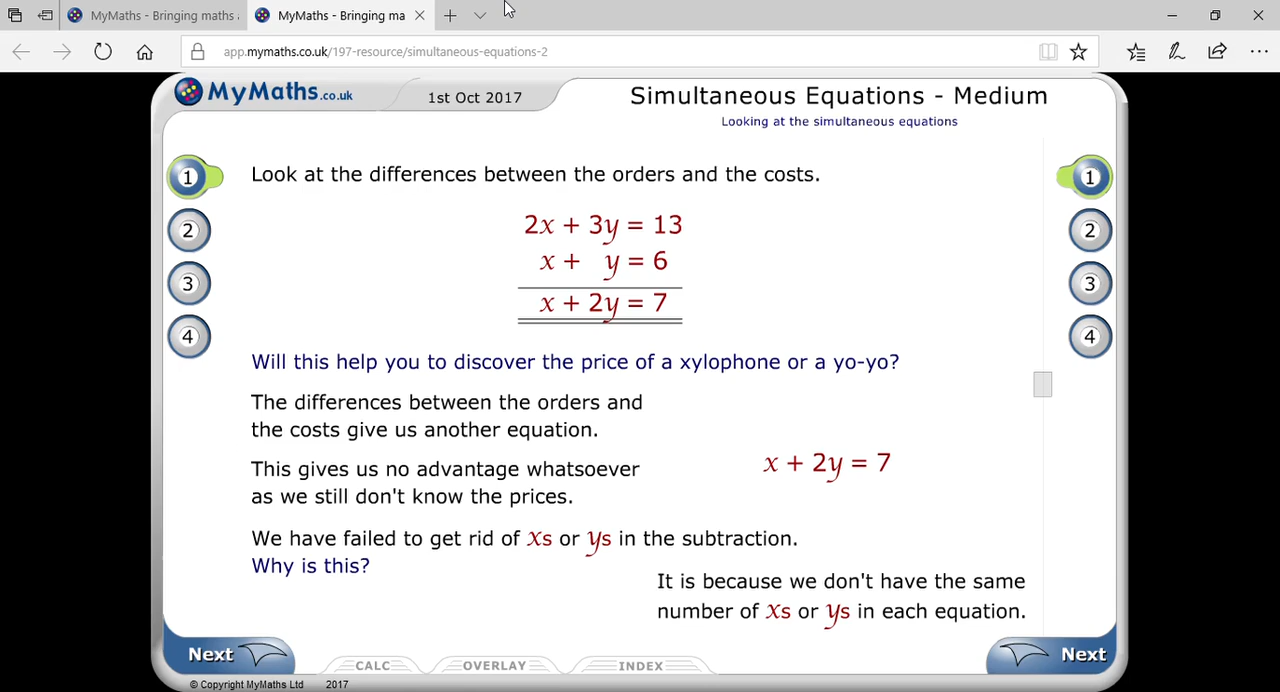 MyMaths - Bringing maths
MyMaths - Bringing ma
app.mymaths.co.uk/197-resource/simultaneous-equations-2
MyMaths.co.uk
1st Oct 2017
Simultaneous Equations - Medium
Looking at the simultaneous equations
1
1
2
2
3
3
4
4
Look at the differences between the orders and the costs.
2x + 3y = 13
x + y = 6
x + 2y = 7
Will this help you to discover the price of a xylophone or a yo-yo?
The differences between the orders and
the costs give us another equation.
This gives us no advantage whatsoever
as we still don't know the prices.
x + 2y = 7
We have failed to get rid of xs or ys in the subtraction.
Why is this?
It is because we don't have the same
number of xs or ys in each equation.
Next
CALC
OVERLAY
INDEX
Next
© Copyright MyMaths Ltd 2017